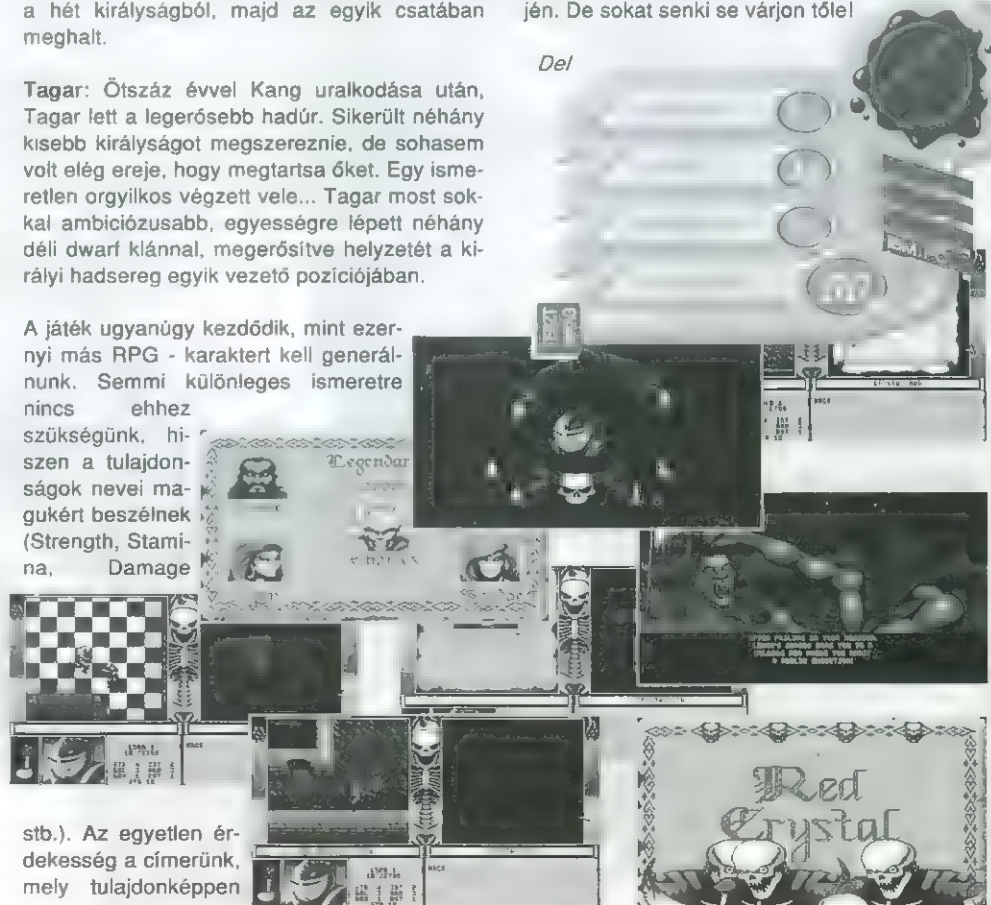 a hét királyságból, majd az egyik csatában
meghalt.
Tagar: Ötszáz évvel Kang uralkodása után,
Tagar lett a legerősebb hadúr. Sikerült néhány
kisebb királyságot megszereznie, de sohasem
volt elég ereje, hogy megtartsa őket. Egy isme-
retlen orgyilkos végzett vele... Tagar most sok-
kal ambiciózusabb, egyességre lépett néhány
déli dwarf klánnal, megerősítve helyzetét a ki-
rályi hadsereg egyik vezető pozíciójában.
A játék ugyanúgy kezdődik, mint ezer-
nyi más RPG - karaktert kell generál-
nunk. Semmi különleges ismeretre
nincs ehhez
szükségünk, hi-
szen a tulajdon-
ságok nevei ma-
gukért beszélnek
(Strength, Stami-
na, Damage
stb.). Az egyetlen ér-
dekesség a címerünk,
mely tulajdonképpen
jén. De sokat senki se várjon tőle!
Del
Red
Crystal